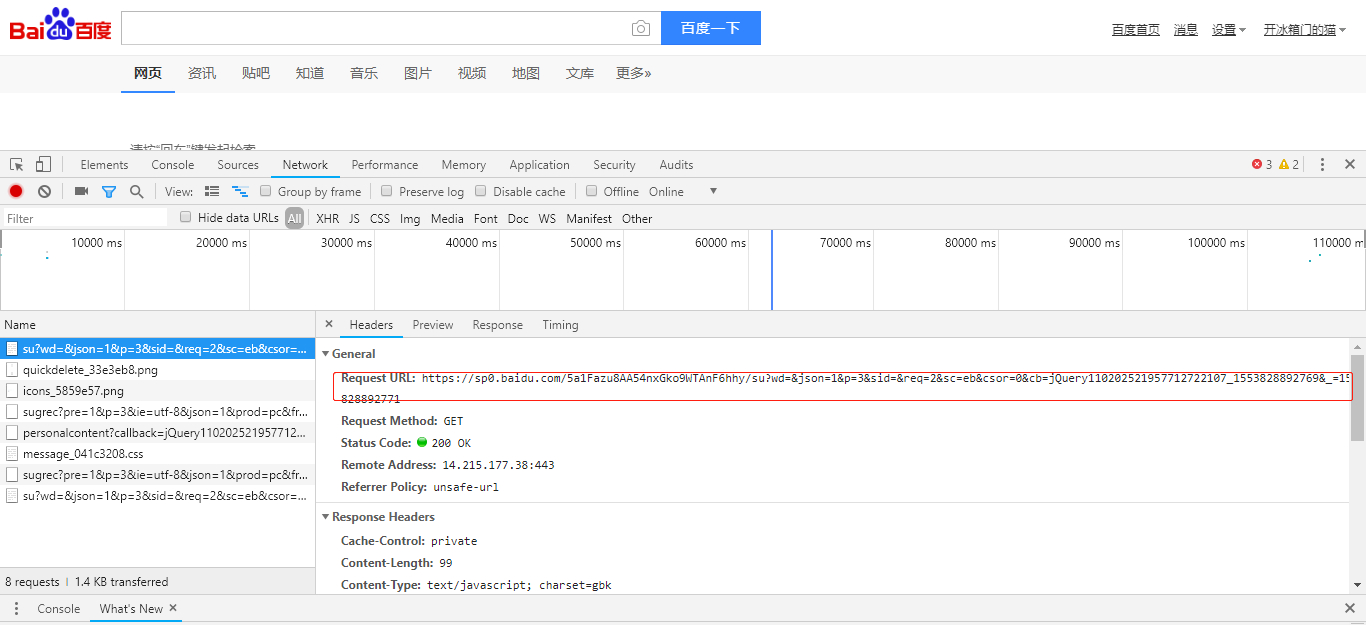 Bai du 百度
百度一下
百度首页 消息 设置 开冰箱门的猫
网页 资讯 贴吧 知道 音乐 图片 视频 地图 文库 更多»
请按“回车”键发起检索
Elements Console Sources Network Performance Memory Application Security Audits 3 2
View: Group by frame Preserve log Disable cache Offline Online
Filter Hide data URLs All XHR JS CSS Img Media Font Doc WS Manifest Other
10000 ms 20000 ms 30000 ms 40000 ms 50000 ms 60000 ms 70000 ms 80000 ms 90000 ms 100000 ms 110000 m
Name
su?wd=&json=1&p=3&sid=&req=2&sc=eb&csor=...
quickdelete_33e3eb8.png
icons_5859e57.png
sugrec?pre=1&p=3&ie=utf-8&json=1&prod=pc&fr...
personalcontent?callback=jQuery110202521957712...
message_041c3208.css
sugrec?pre=1&p=3&ie=utf-8&json=1&prod=pc&fr...
su?wd=&json=1&p=3&sid=&req=2&sc=eb&csor=...
8 requests 1.4 KB transferred
Headers Preview Response Timing
General
Request URL: https://sp0.baidu.com/5a1Fazu8AA54nxGko9WTAnF6hhy/su?wd=&json=1&p=3&sid=&req=2&sc=eb&csor=0&cb=jQuery110202521957712722107_1553828892769&_=15
828892771
Request Method: GET
Status Code: 200 OK
Remote Address: 14.215.177.38:443
Referrer Policy: unsafe-url
Response Headers
Cache-Control: private
Content-Length: 99
Content-Type: text/javascript; charset=gbk
Console What's New